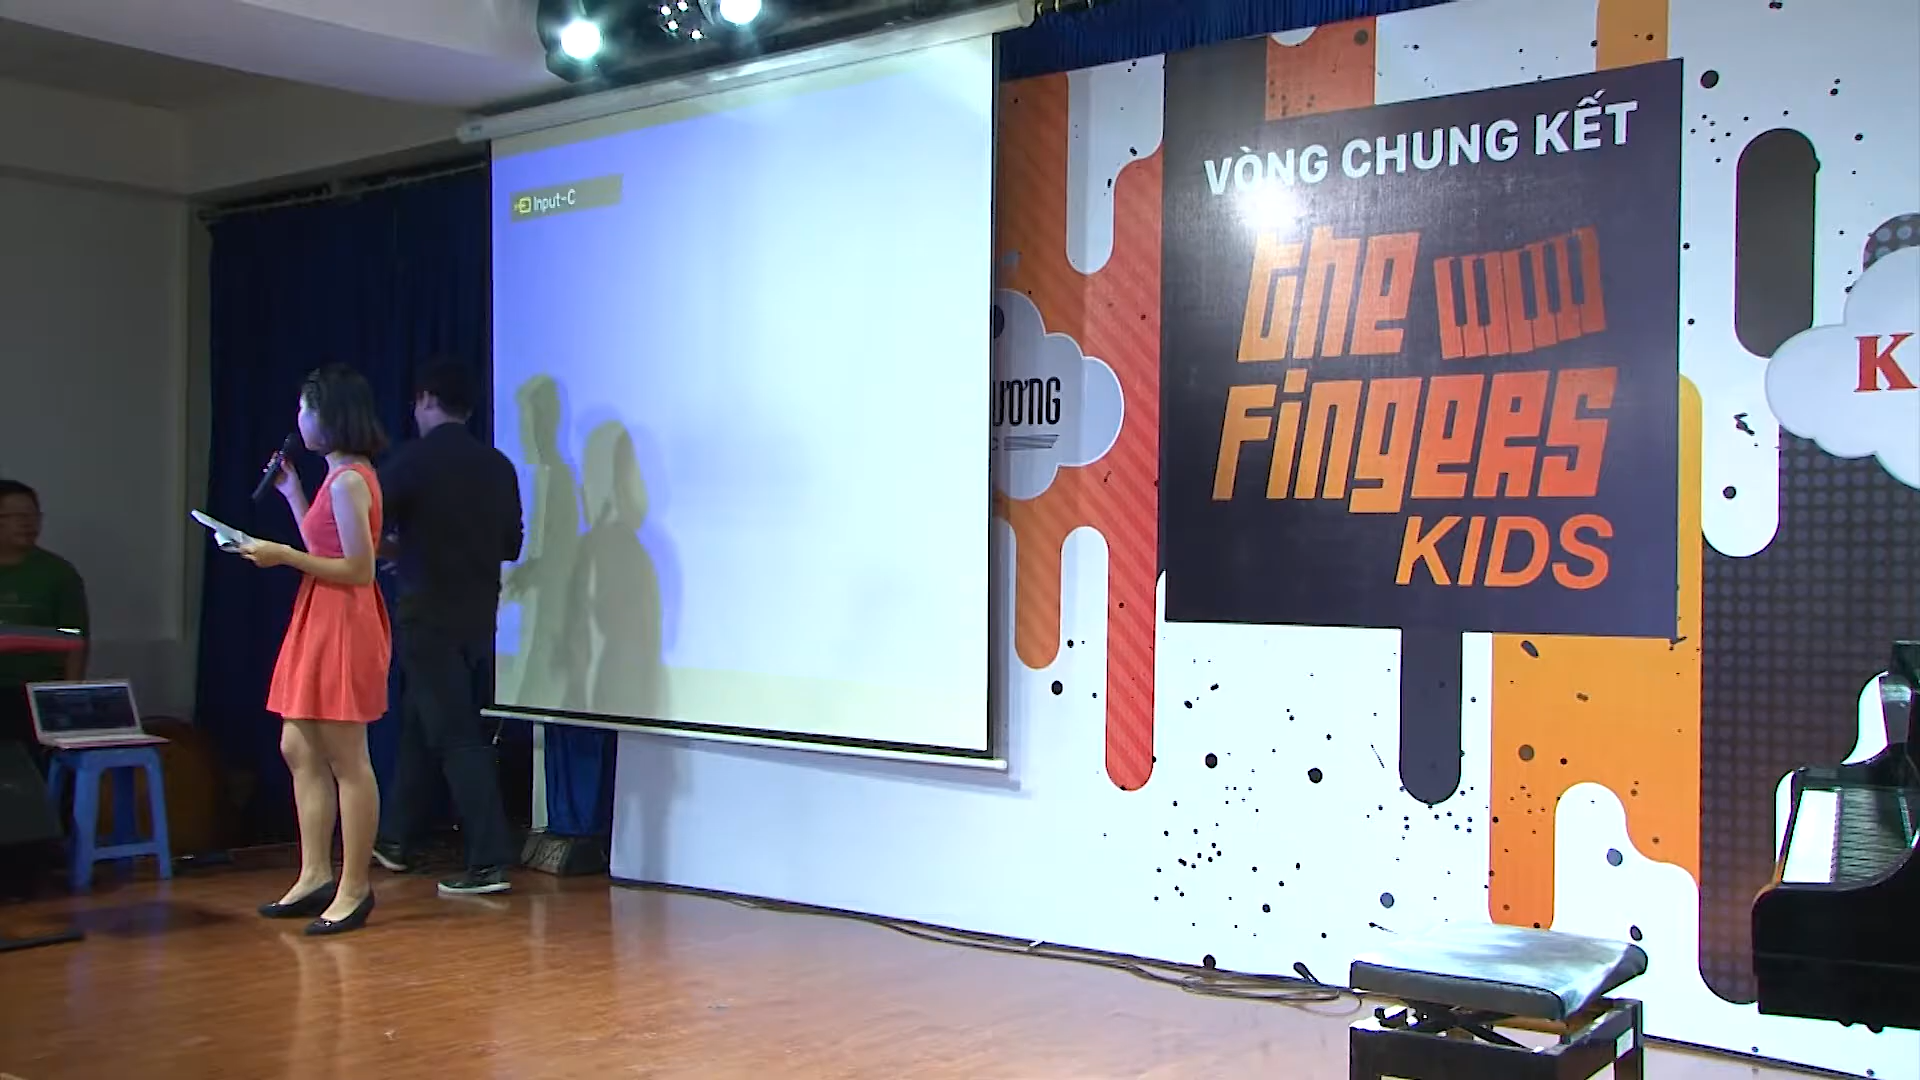 Input-C
VÒNG CHUNG KẾT
the
Fingers
KIDS
ƯƠNG
K